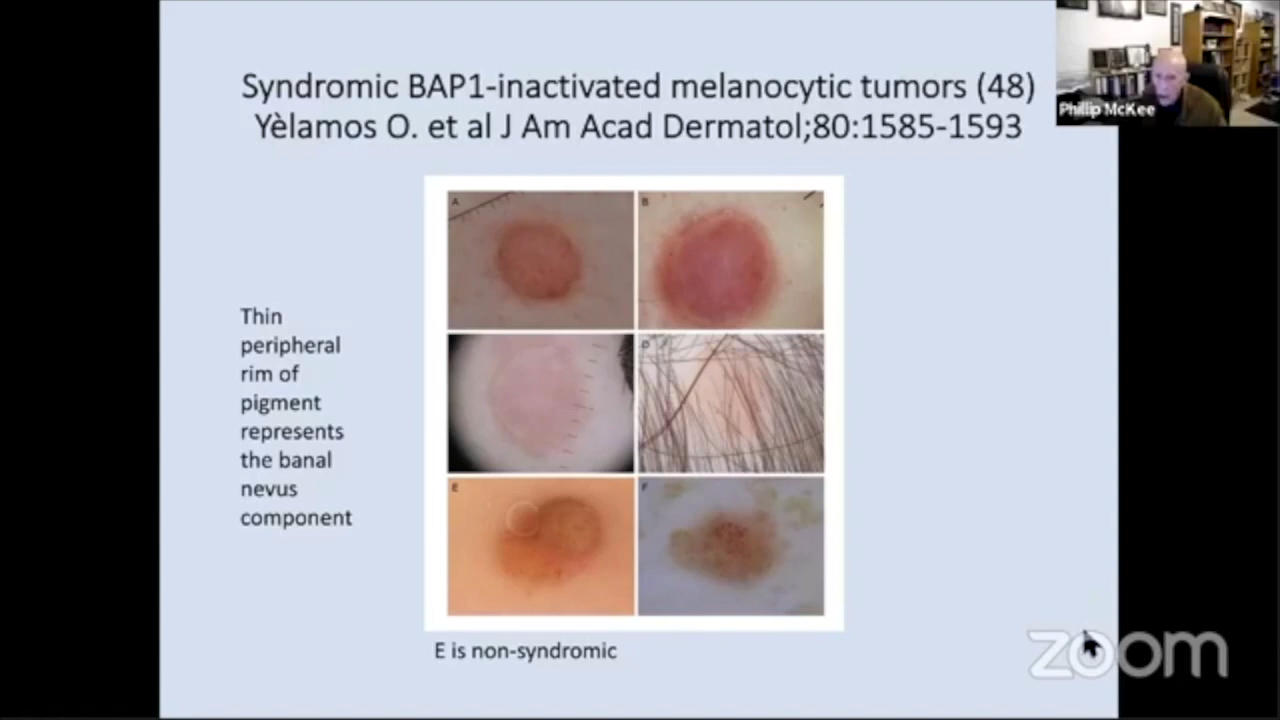 Syndromic BAP1-inactivated melanocytic tumors (48)
Yèlamos O. et al J Am Acad Dermatol;80:1585-1593
Phillip McKee
A
B
D
E
F
Thin
peripheral
rim of
pigment
represents
the banal
nevus
component
E is non-syndromic
zoom